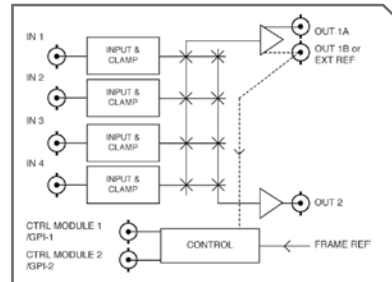 IN 1
INPUT &
CLAMP
OUT 1A
OUT 1B or
EXT REF
IN 2
INPUT &
CLAMP
IN 3
INPUT &
CLAMP
IN 4
INPUT &
CLAMP
OUT 2
CTRL MODULE 1
/GPI-1
CONTROL
FRAME REF
CTRL MODULE 2
/GPI-2